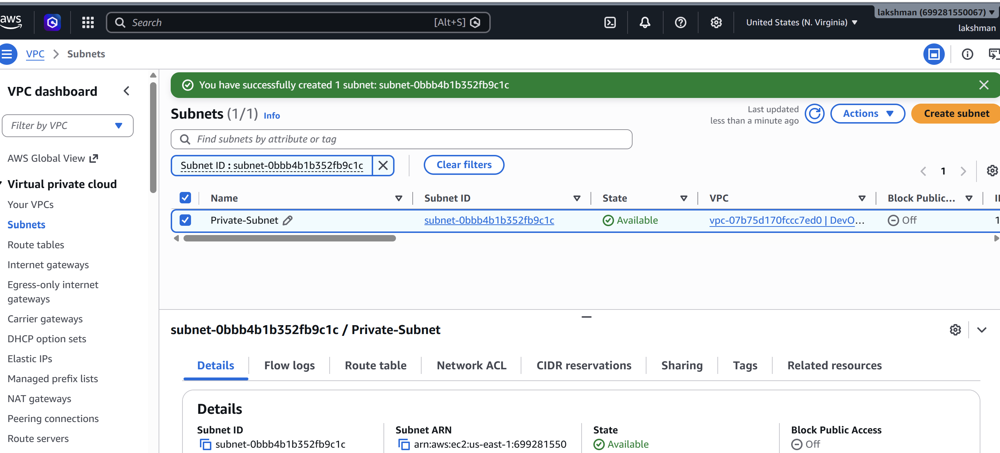 aws
Search [Alt+S]
United States (N. Virginia)
lakshman (699281550067)
lakshman
VPC > Subnets
VPC dashboard
Filter by VPC
AWS Global View
Virtual private cloud
Your VPCs
Subnets
Route tables
Internet gateways
Egress-only internet
gateways
Carrier gateways
DHCP option sets
Elastic IPs
Managed prefix lists
NAT gateways
Peering connections
Route servers
You have successfully created 1 subnet: subnet-0bbb4b1b352fb9c1c
Subnets (1/1) Info
Last updated
less than a minute ago
Actions
Create subnet
Find subnets by attribute or tag
Subnet ID : subnet-0bbb4b1b352fb9c1c
Clear filters
1
Name Subnet ID State VPC Block Public...
Private-Subnet subnet-0bbb4b1b352fb9c1c Available vpc-07b75d170fccc7ed0 | DevO... Off
subnet-0bbb4b1b352fb9c1c / Private-Subnet
Details Flow logs Route table Network ACL CIDR reservations Sharing Tags Related resources
Details
Subnet ID Subnet ARN State Block Public Access
subnet-0bbb4b1b352fb9c1c arn:aws:ec2:us-east-1:699281550 Available Off